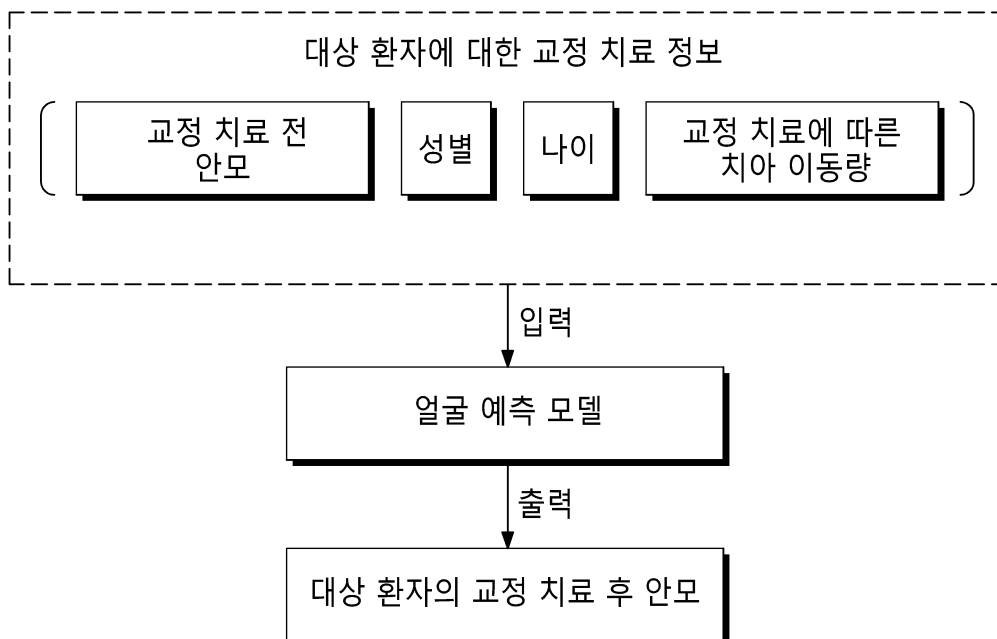 대상 환자에 대한 교정 치료 정보
교정 치료 전
안모
성별
나이
교정 치료에 따른
치아 이동량
입력
얼굴 예측 모델
출력
대상 환자의 교정 치료 후 안모